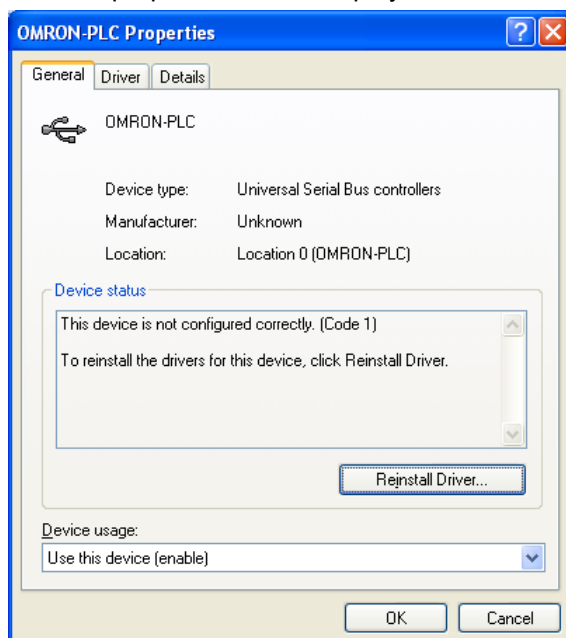 OMRON-PLC Properties
General Driver Details
OMRON-PLC
Device type: Universal Serial Bus controllers
Manufacturer: Unknown
Location: Location 0 (OMRON-PLC)
Device status
This device is not configured correctly. (Code 1)
To reinstall the drivers for this device, click Reinstall Driver.
Reinstall Driver...
Device usage:
Use this device (enable)
OK Cancel